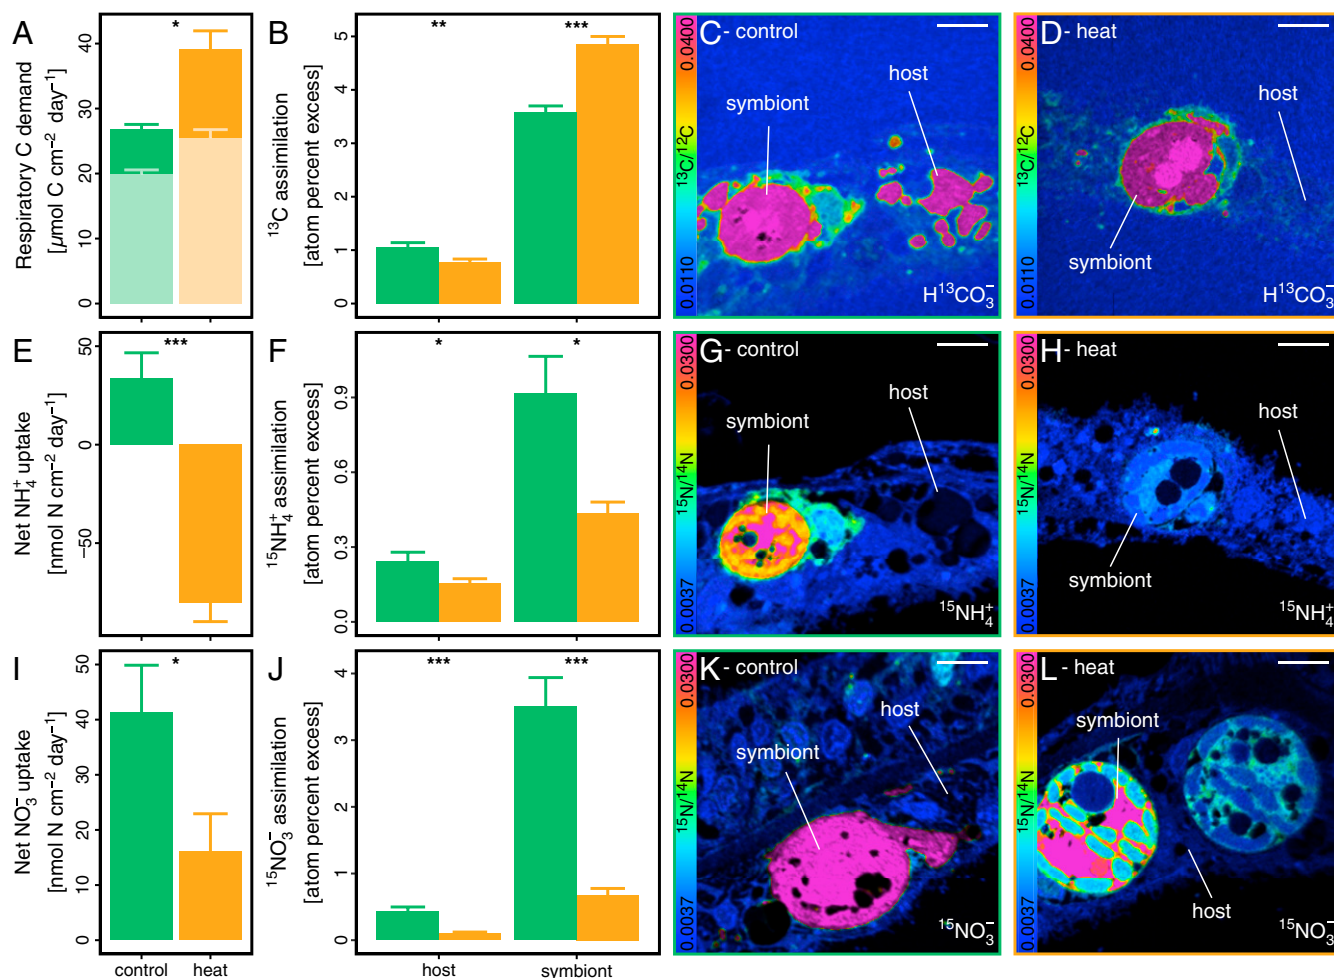 A
Respiratory C demand
[µmol C cm⁻² day⁻¹]
0
10
20
30
40
*
B
¹³C assimilation
[atom percent excess]
0
1
2
3
4
5
**
***
C - control
0.0400
¹³C/¹²C
0.0110
symbiont
host
H¹³CO₃⁻
D - heat
0.0400
¹³C/¹²C
0.0110
host
symbiont
H¹³CO₃⁻
E
Net NH₄⁺ uptake
[nmol N cm⁻² day⁻¹]
50
0
−50
***
F
¹⁵NH₄⁺ assimilation
[atom percent excess]
0.0
0.3
0.6
0.9
*
*
G - control
0.0300
¹⁵N/¹⁴N
0.0037
symbiont
host
¹⁵NH₄⁺
H - heat
0.0300
¹⁵N/¹⁴N
0.0037
host
symbiont
¹⁵NH₄⁺
I
Net NO₃⁻ uptake
[nmol N cm⁻² day⁻¹]
0
10
20
30
40
50
*
control
heat
J
¹⁵NO₃⁻ assimilation
[atom percent excess]
0
1
2
3
4
***
***
host
symbiont
K - control
0.0300
¹⁵N/¹⁴N
0.0037
symbiont
host
¹⁵NO₃⁻
L - heat
0.0300
¹⁵N/¹⁴N
0.0037
symbiont
host
¹⁵NO₃⁻